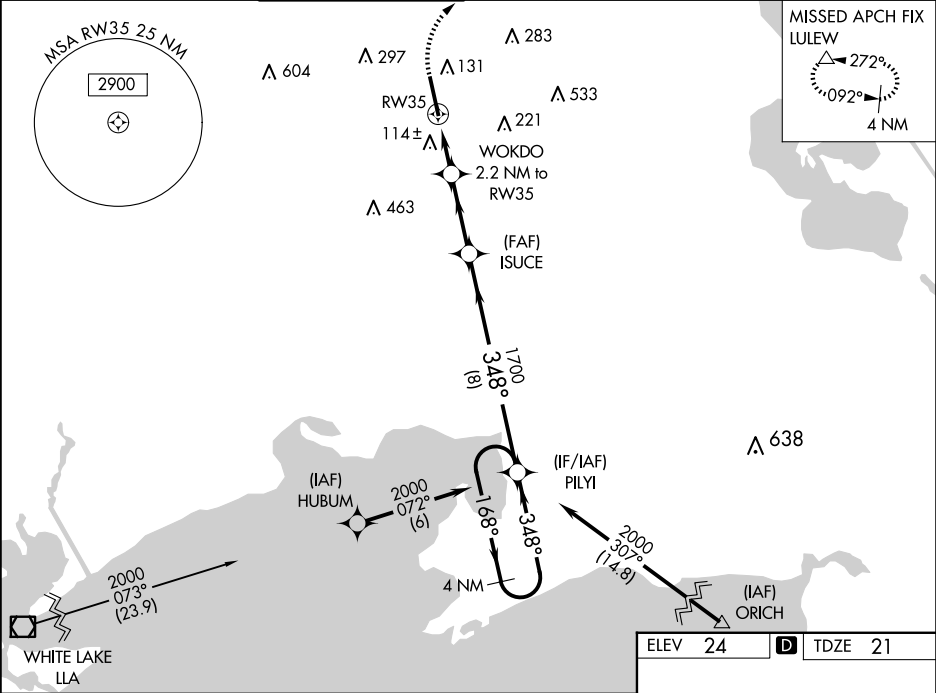 MSA RW35 25 NM
2900
604
297
283
131
533
RW35
221
114±
WOKDO
2.2 NM to
RW35
463
(FAF)
ISUCE
MISSED APCH FIX
LULEW
272°
092°
4 NM
1700
348°
(8)
638
(IF/IAF)
PILYI
(IAF)
HUBUM
2000
072°
(6)
168°
348°
4 NM
2000
307°
(14.8)
(IAF)
ORICH
2000
073°
(23.9)
WHITE LAKE
LLA
ELEV 24 D TDZE 21